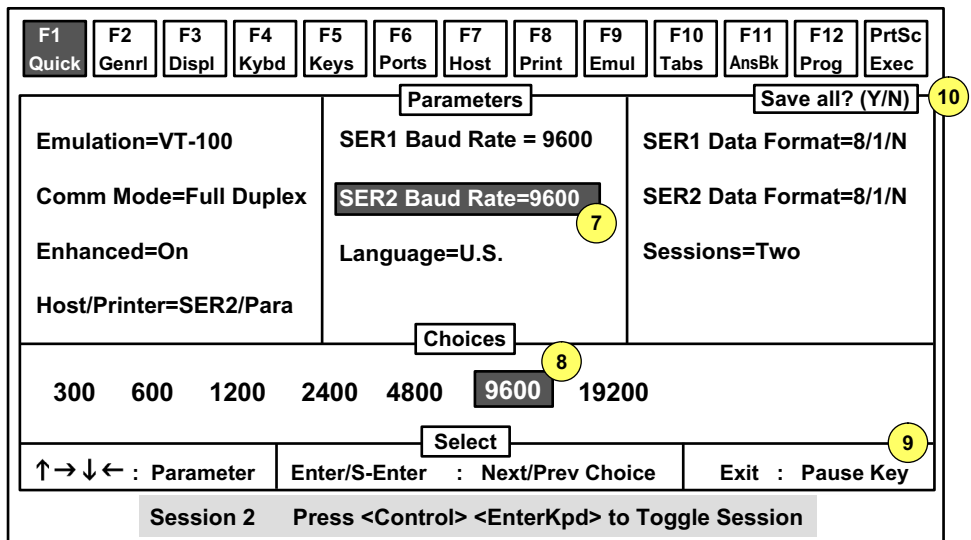 F1 F2 F3 F4 F5 F6 F7 F8 F9 F10 F11 F12 PrtSc
Quick Genrl Displ Kybd Keys Ports Host Print Emul Tabs AnsBk Prog Exec
Parameters Save all? (Y/N) 10
Emulation=VT-100 SER1 Baud Rate = 9600 SER1 Data Format=8/1/N
Comm Mode=Full Duplex SER2 Baud Rate=9600 SER2 Data Format=8/1/N
7
Enhanced=On Language=U.S. Sessions=Two
Host/Printer=SER2/Para
Choices
8
300 600 1200 2400 4800 9600 19200
Select 9
↑→↓← : Parameter Enter/S-Enter : Next/Prev Choice Exit : Pause Key
Session 2 Press <Control> <EnterKpd> to Toggle Session